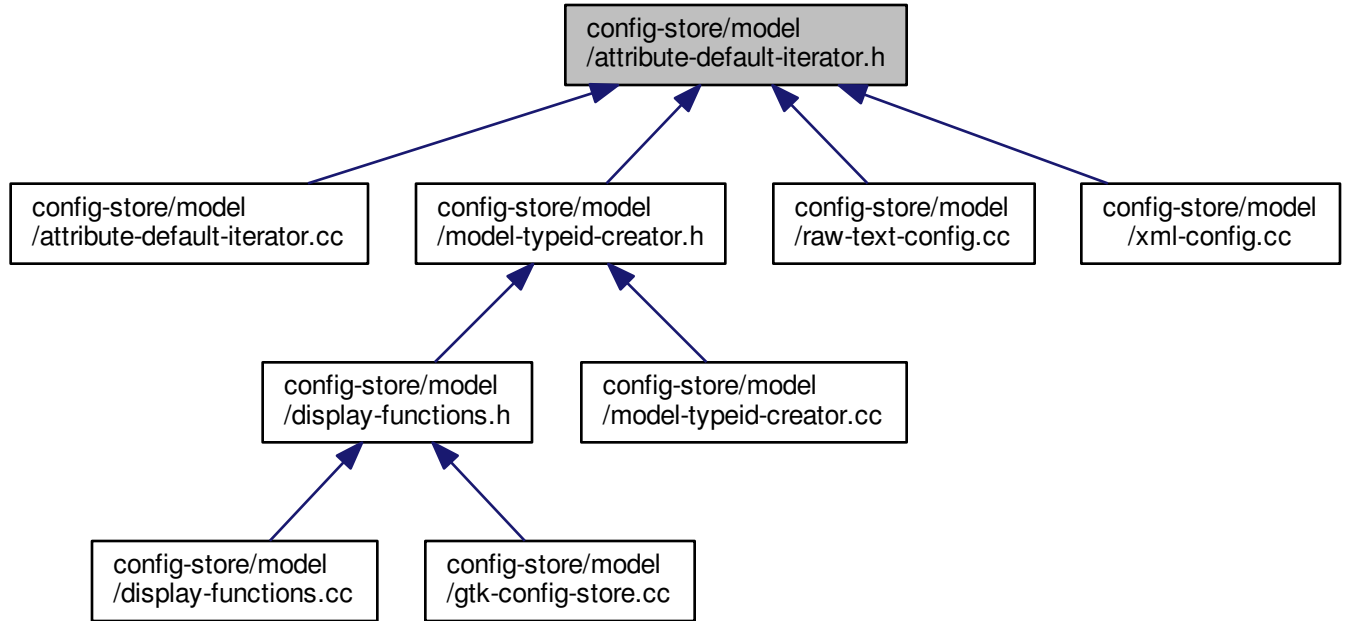 config-store/model
/attribute-default-iterator.h
config-store/model
/attribute-default-iterator.cc
config-store/model
/model-typeid-creator.h
config-store/model
/raw-text-config.cc
config-store/model
/xml-config.cc
config-store/model
/display-functions.h
config-store/model
/model-typeid-creator.cc
config-store/model
/display-functions.cc
config-store/model
/gtk-config-store.cc